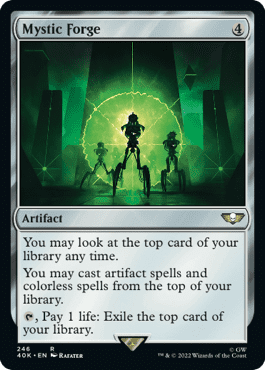 Mystic Forge 4
Artifact
You may look at the top card of your
library any time.
You may cast artifact spells and
colorless spells from the top of your
library.
, Pay 1 life: Exile the top card of
your library.
246 R
40K • EN Rafater
© GW
™ & © 2022 Wizards of the Coast